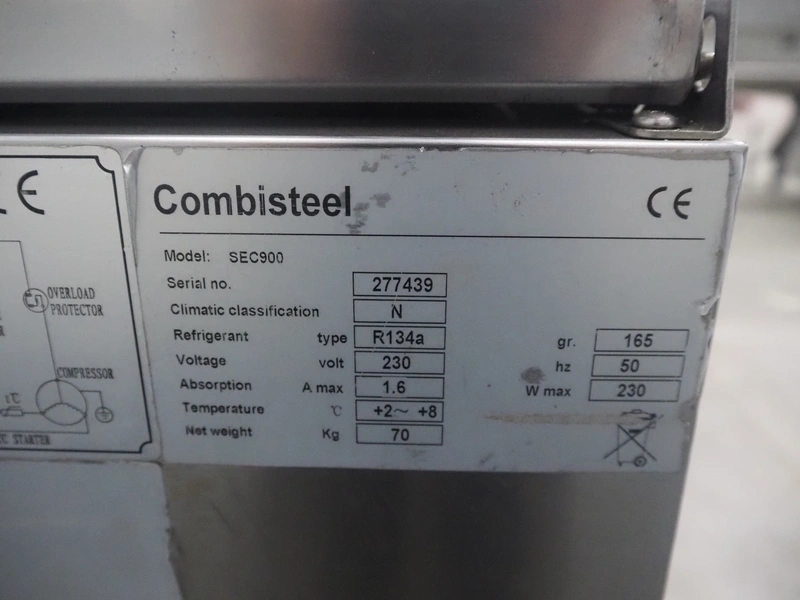 Combisteel
CE
Model: SEC900
Serial no. 277439
Climatic classification N
Refrigerant type R134a gr. 165
Voltage volt 230 hz 50
Absorption A max 1.6 W max 230
Temperature ℃ +2～ +8
Net weight Kg 70
E
OVERLOAD
PROTECTOR
COMPRESSOR
STARTER